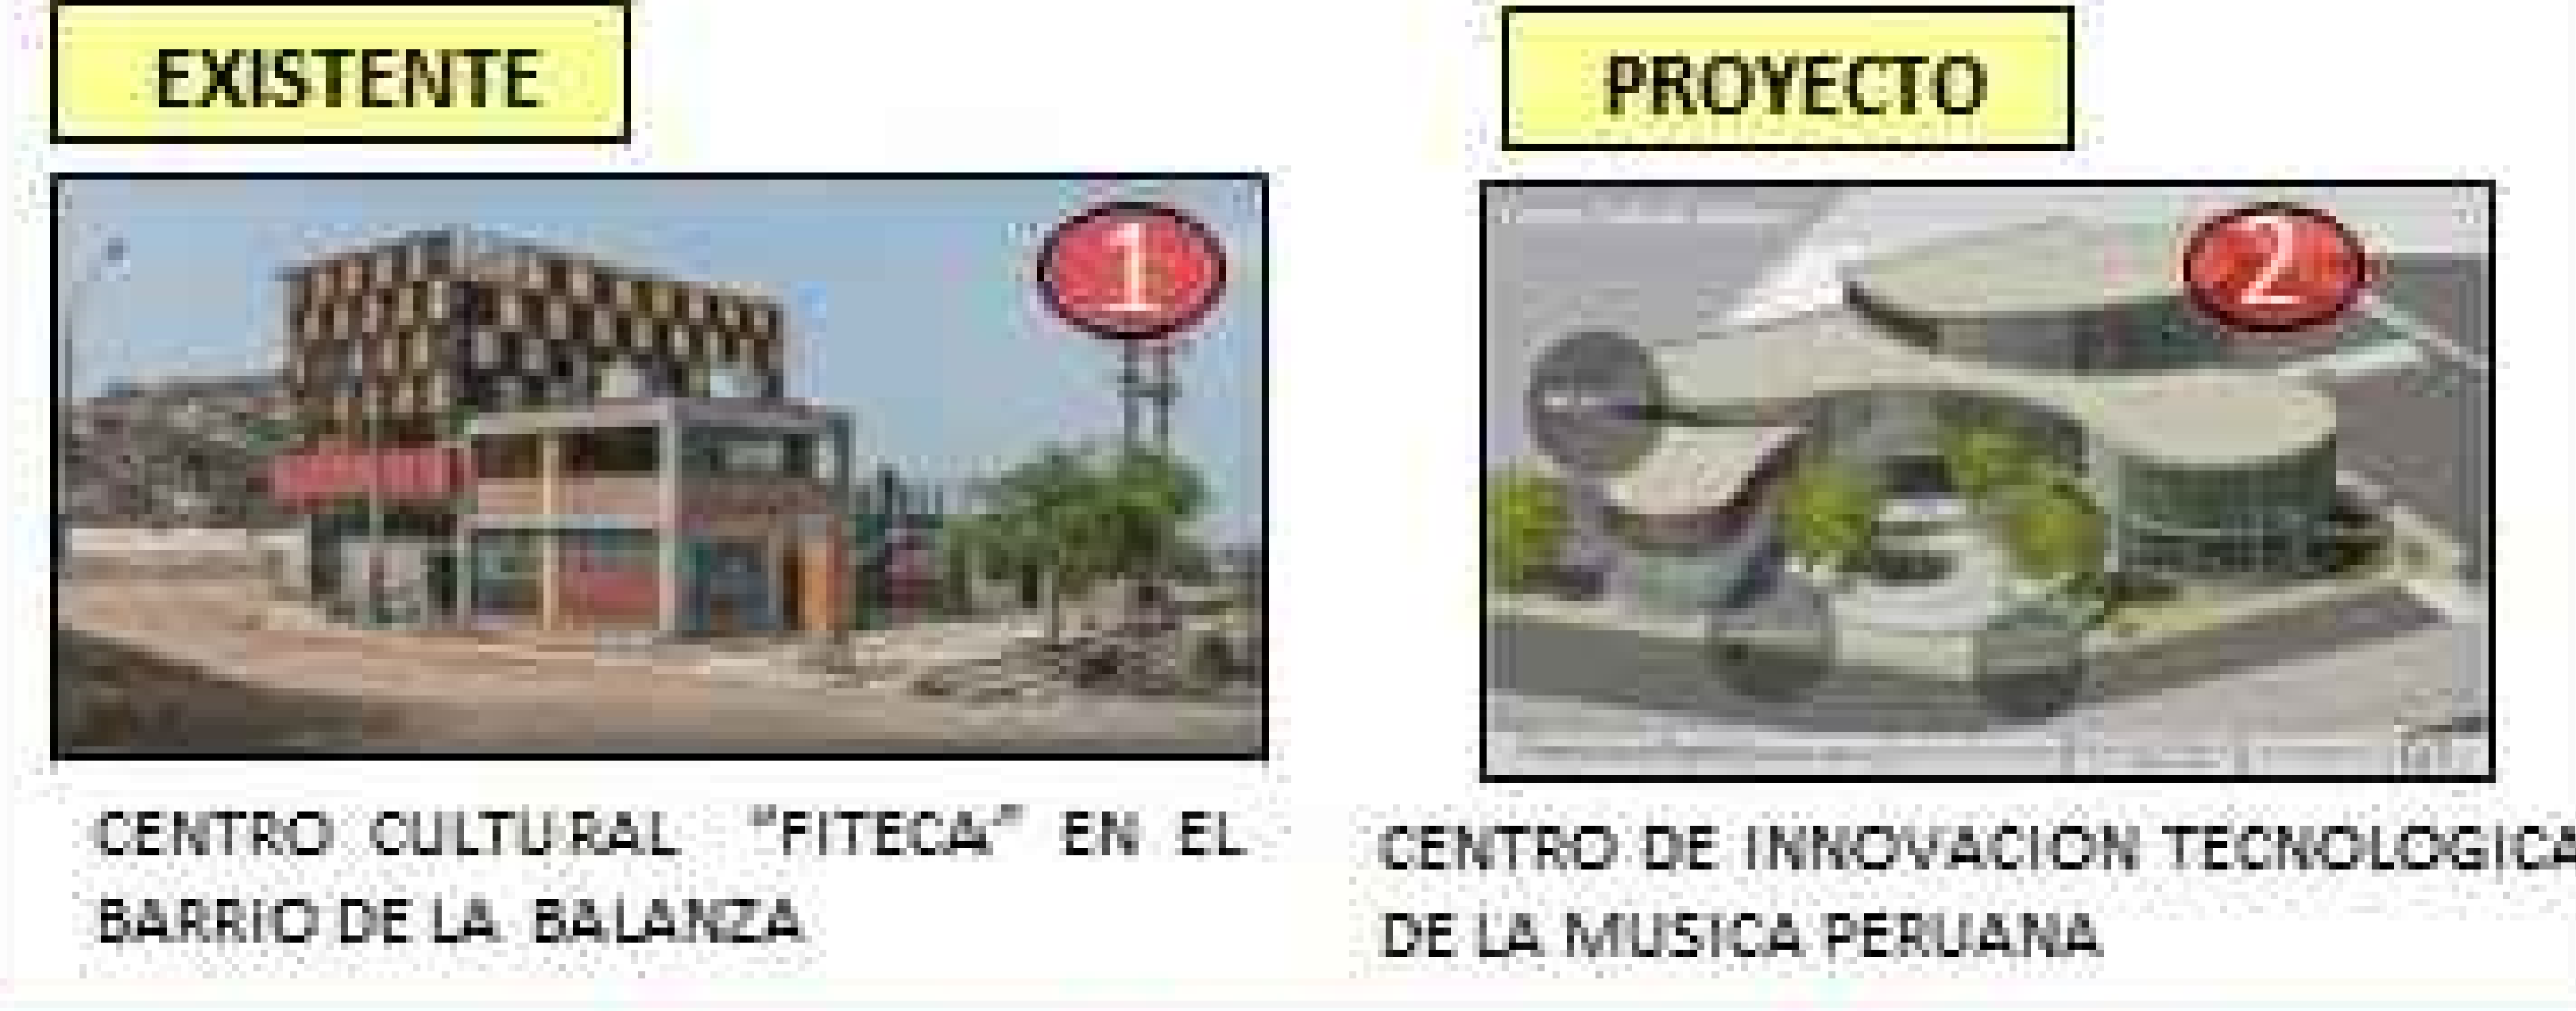 EXISTENTE
PROYECTO
1
2
CENTRO CULTURAL "FITECA" EN EL
BARRIO DE LA BALANZA
CENTRO DE INNOVACION TECNOLOGICA
DE LA MUSICA PERUANA